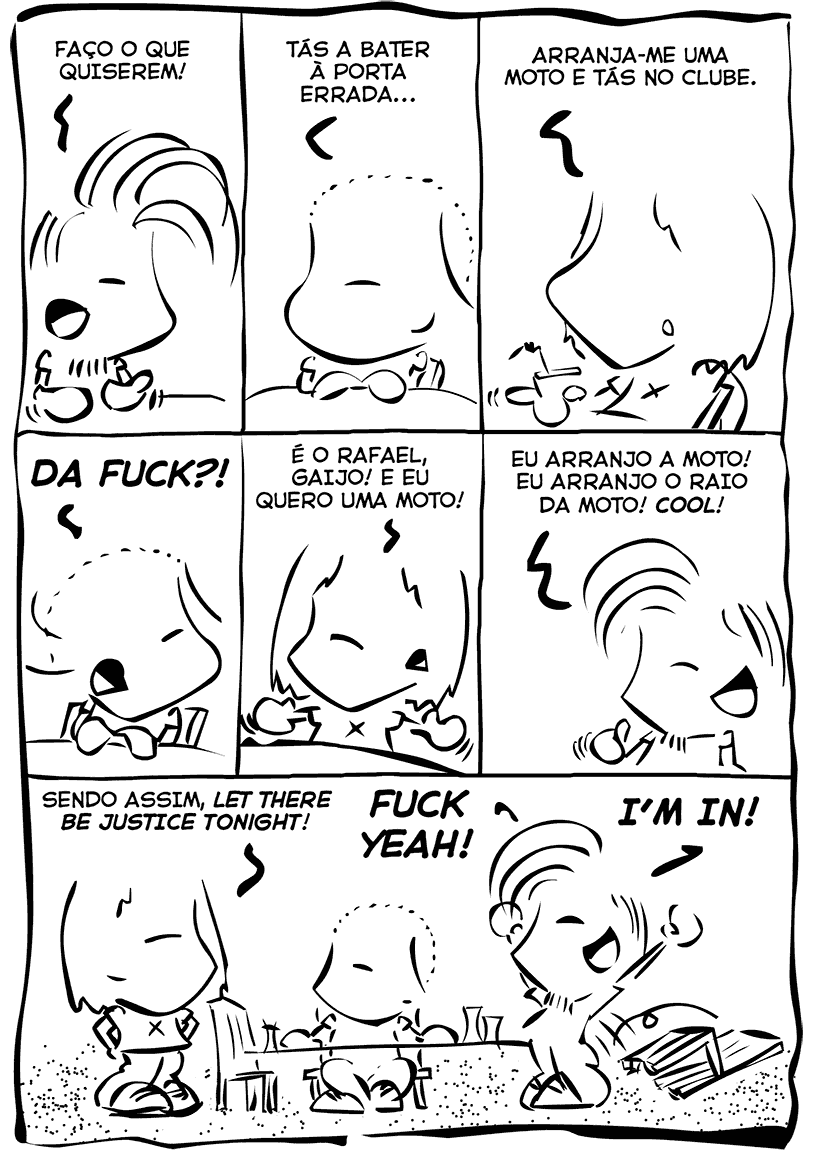 FAÇO O QUE
QUISEREM!
TÁS A BATER
À PORTA
ERRADA...
ARRANJA-ME UMA
MOTO E TÁS NO CLUBE.
DA FUCK?!
É O RAFAEL,
GAIJO! E EU
QUERO UMA MOTO!
EU ARRANJO A MOTO!
EU ARRANJO O RAIO
DA MOTO! COOL!
SENDO ASSIM, LET THERE
BE JUSTICE TONIGHT!
FUCK
YEAH!
I'M IN!